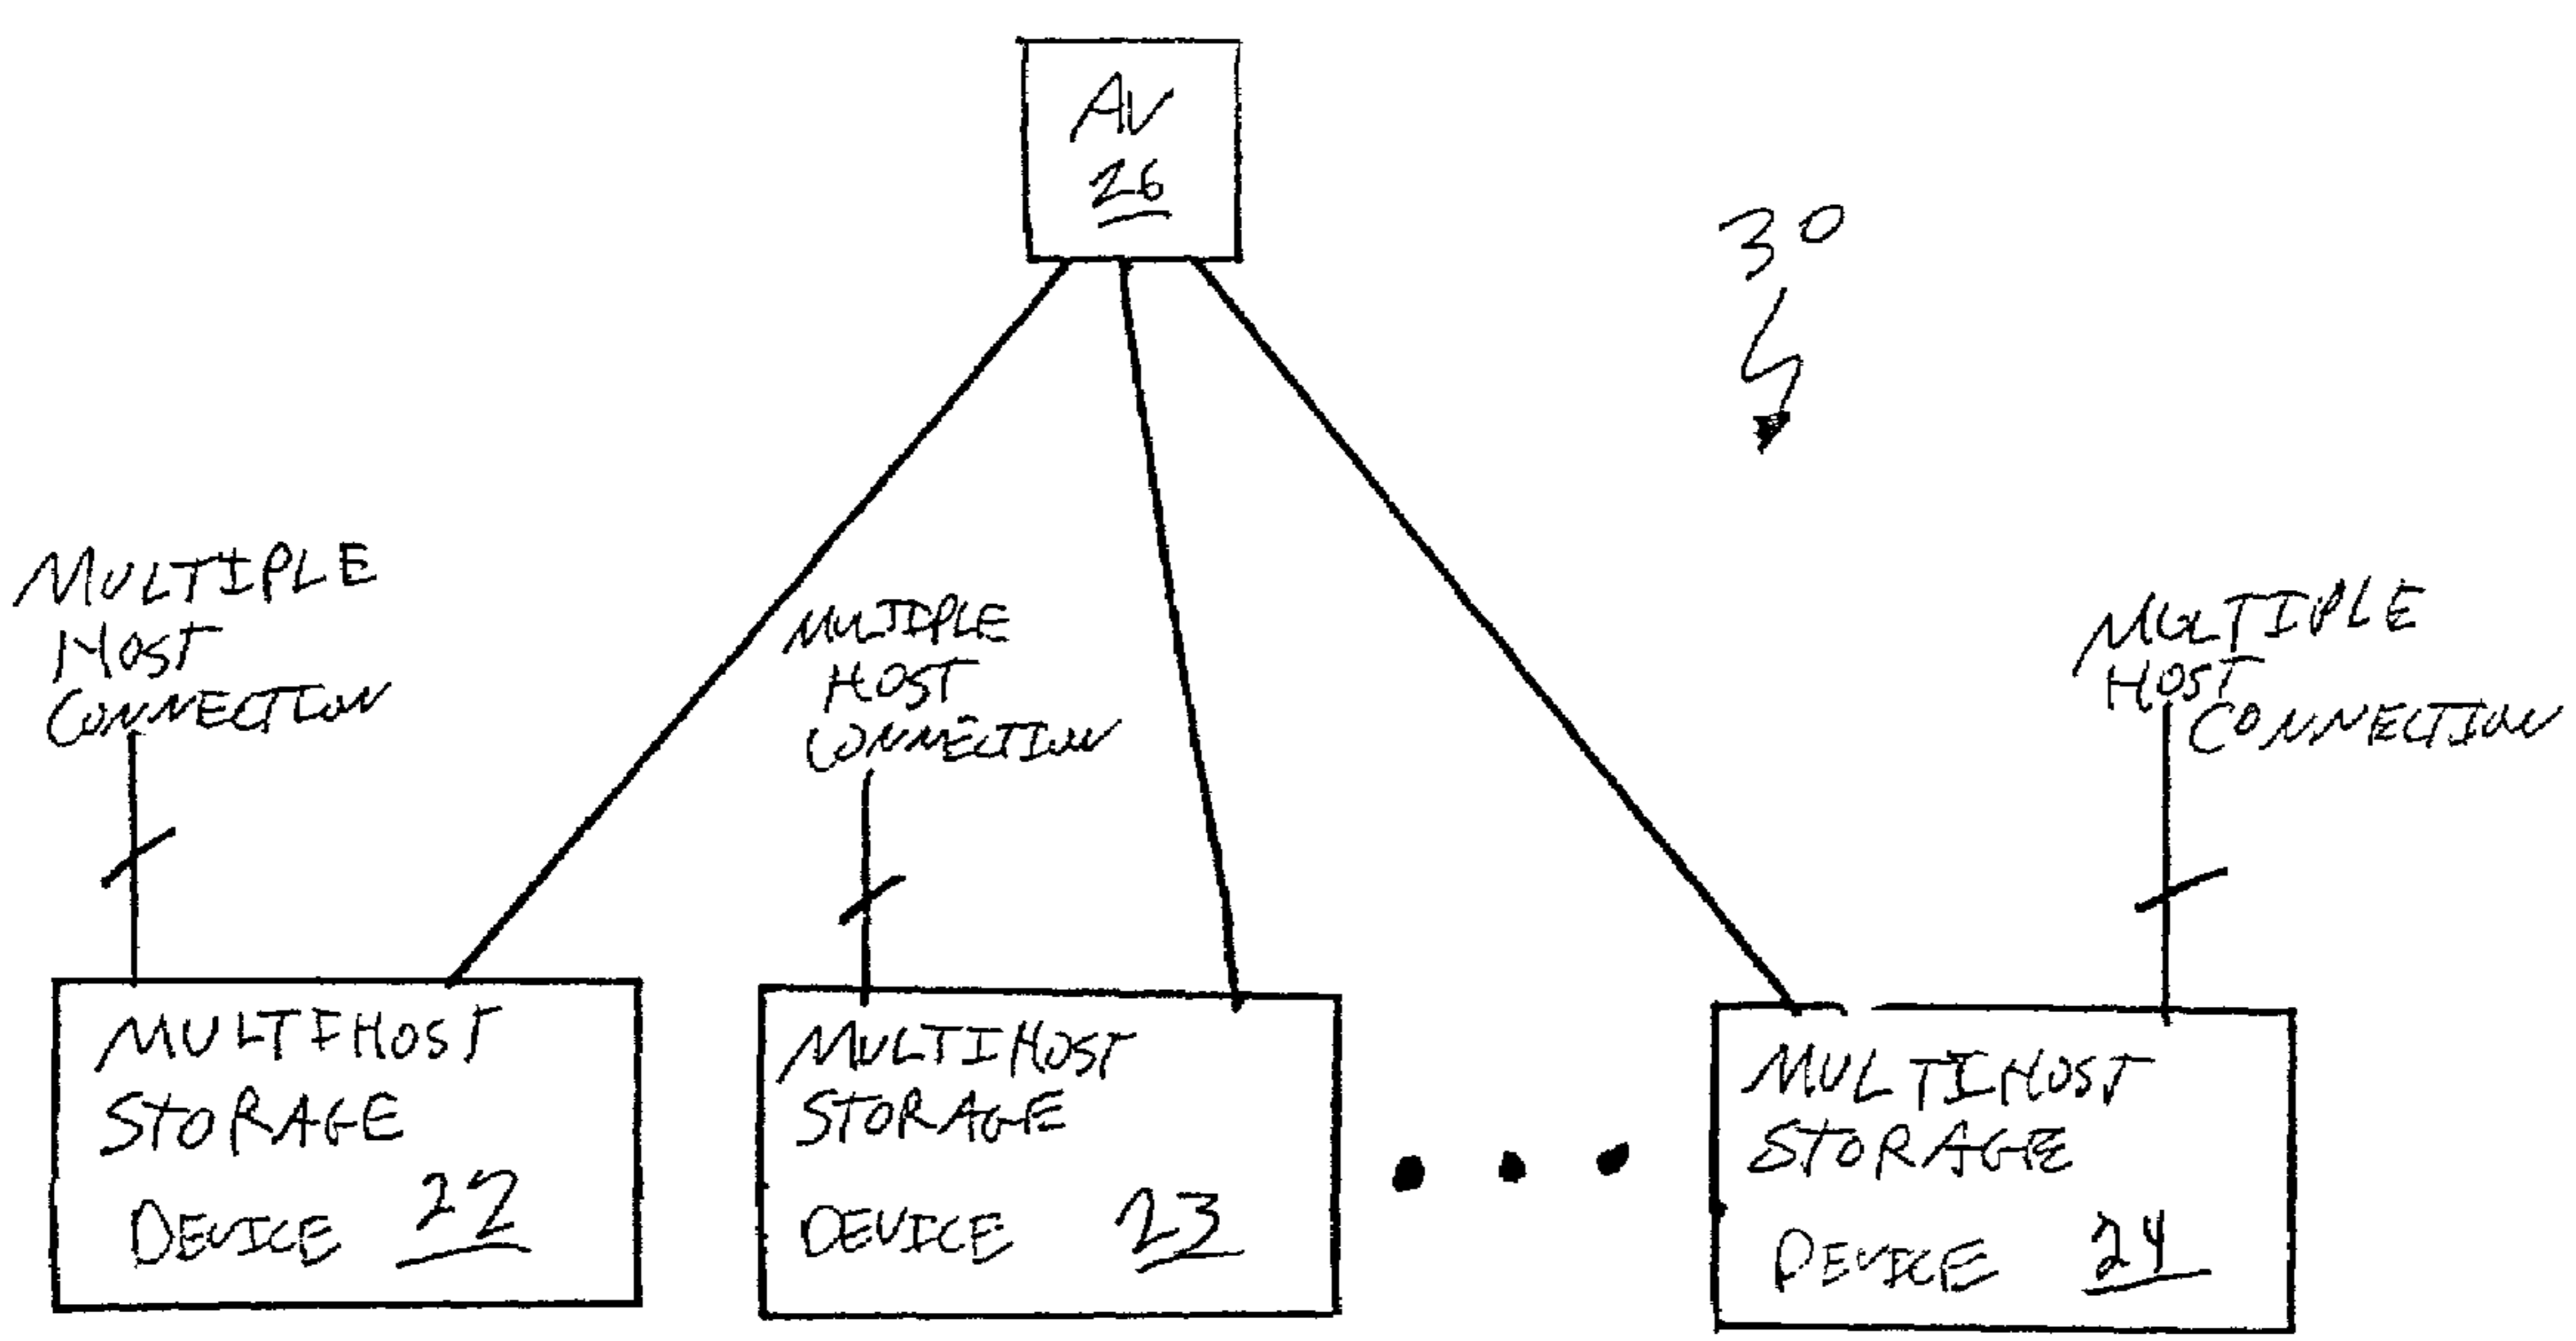 AV
26
30
MULTIPLE
HOST
CONNECTION
MULTIPLE
HOST
CONNECTION
MULTIPLE
HOST
CONNECTION
MULTIHOST
STORAGE
DEVICE 22
MULTIHOST
STORAGE
DEVICE 23
MULTIHOST
STORAGE
DEVICE 24